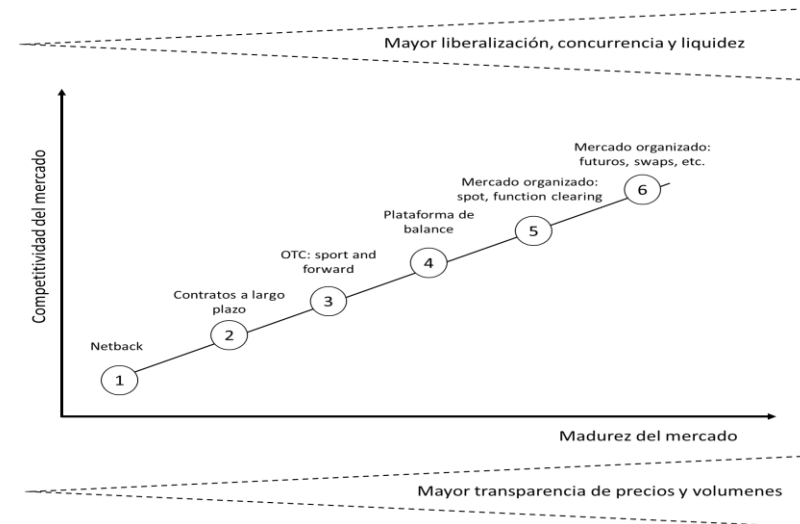 Mayor liberalización, concurrencia y liquidez
Competitividad del mercado
Mercado organizado:
futuros, swaps, etc.
6
Mercado organizado:
spot, function clearing
5
Plataforma de
balance
4
OTC: sport and
forward
3
Contratos a largo
plazo
2
Netback
1
Madurez del mercado
Mayor transparencia de precios y volumenes